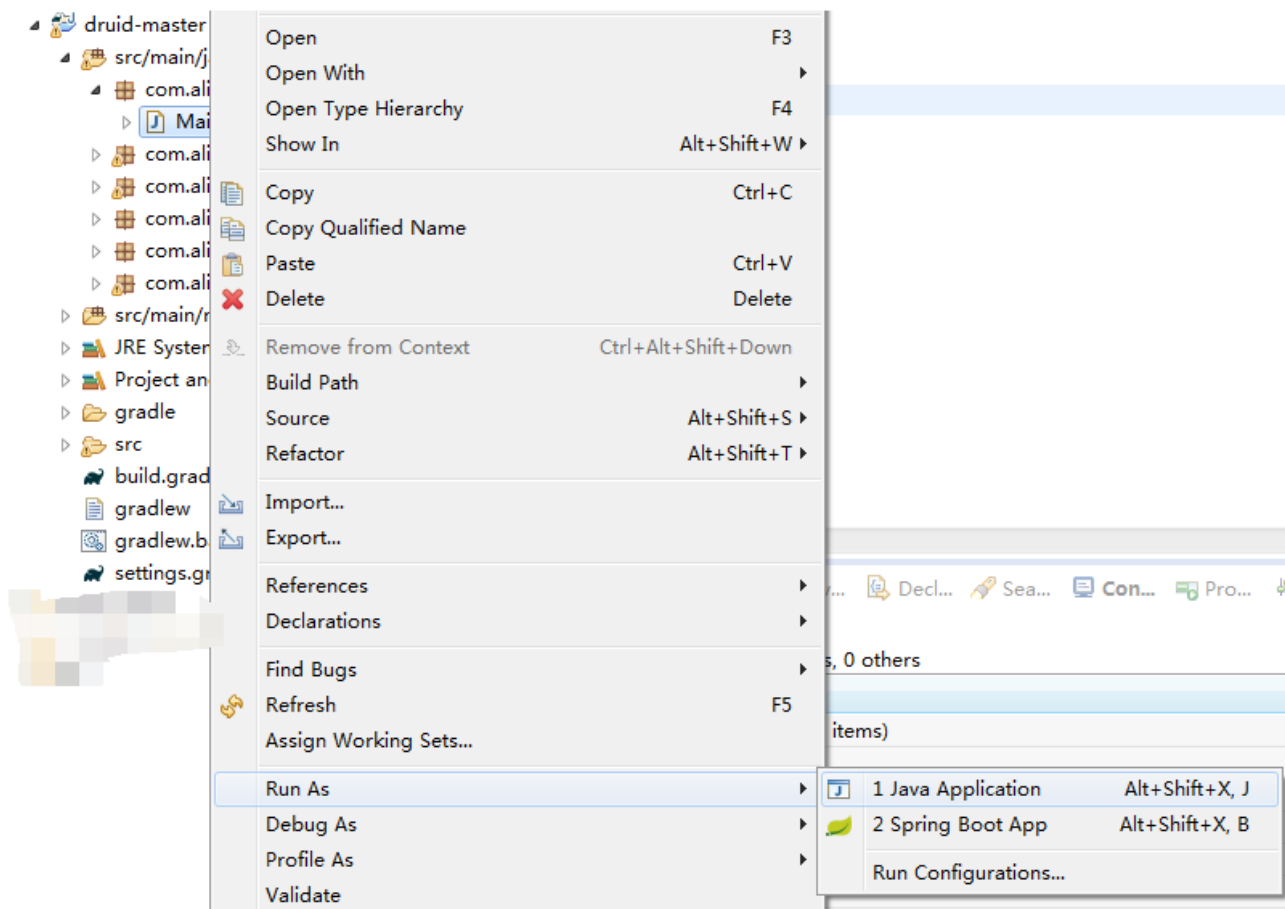 druid-master
src/main/j
com.ali
Mai
com.ali
com.ali
com.ali
com.ali
com.ali
src/main/r
JRE System
Project an
gradle
src
build.grad
gradlew
gradlew.b
settings.gr
Open F3
Open With
Open Type Hierarchy F4
Show In Alt+Shift+W
Copy Ctrl+C
Copy Qualified Name
Paste Ctrl+V
Delete Delete
Remove from Context Ctrl+Alt+Shift+Down
Build Path
Source Alt+Shift+S
Refactor Alt+Shift+T
Import...
Export...
References
Declarations
Find Bugs
Refresh F5
Assign Working Sets...
Run As
Debug As
Profile As
Validate
Decl... Sea... Con... Pro...
s, 0 others
items)
1 Java Application Alt+Shift+X, J
2 Spring Boot App Alt+Shift+X, B
Run Configurations...